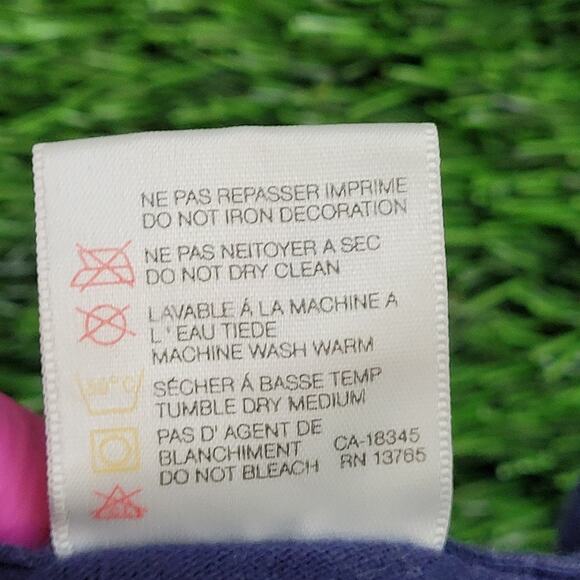 NE PAS REPASSER IMPRIME
DO NOT IRON DECORATION
NE PAS NEITOYER A SEC
DO NOT DRY CLEAN
LAVABLE Á LA MACHINE A
L'EAU TIEDE
MACHINE WASH WARM
50°C
SÉCHER Á BASSE TEMP
TUMBLE DRY MEDIUM
PAS D'AGENT DE
BLANCHIMENT
DO NOT BLEACH
CA-18345
RN 13765